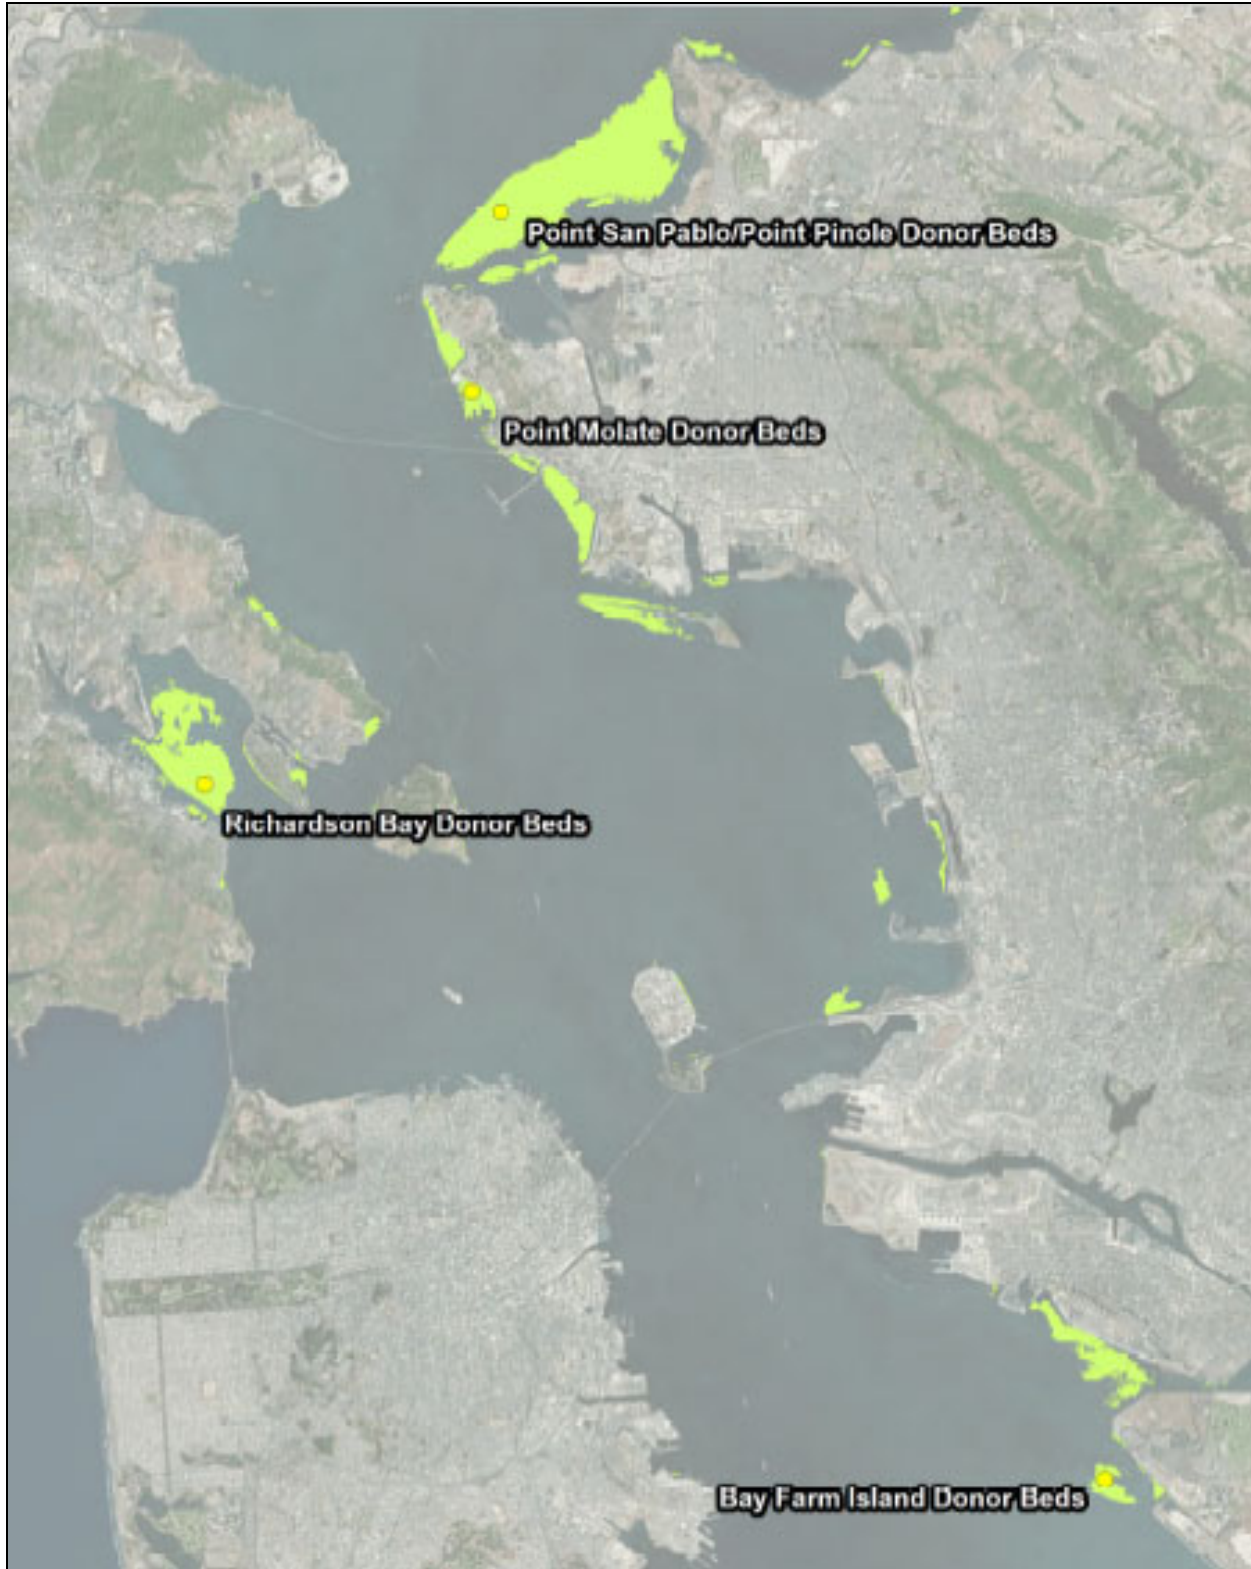 Point San Pablo/Point Pinole Donor Beds
Point Molate Donor Beds
Richardson Bay Donor Beds
Bay Farm Island Donor Beds